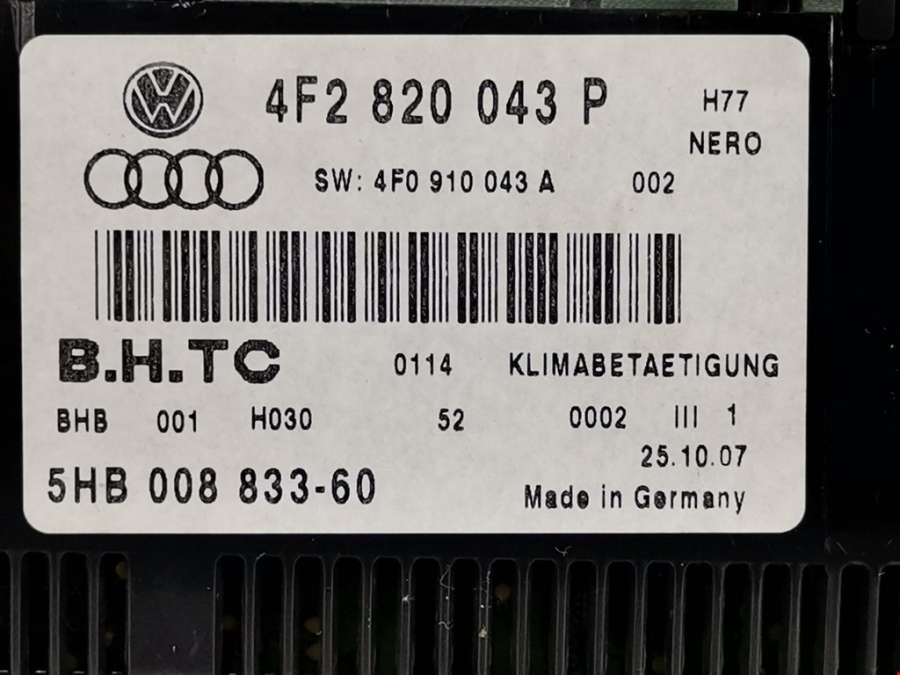 4F2 820 043 P H77
NERO
SW: 4F0 910 043 A 002
B.H.TC 0114 KLIMABETAETIGUNG
BHB 001 H030 52 0002 III 1
25.10.07
5HB 008 833-60 Made in Germany